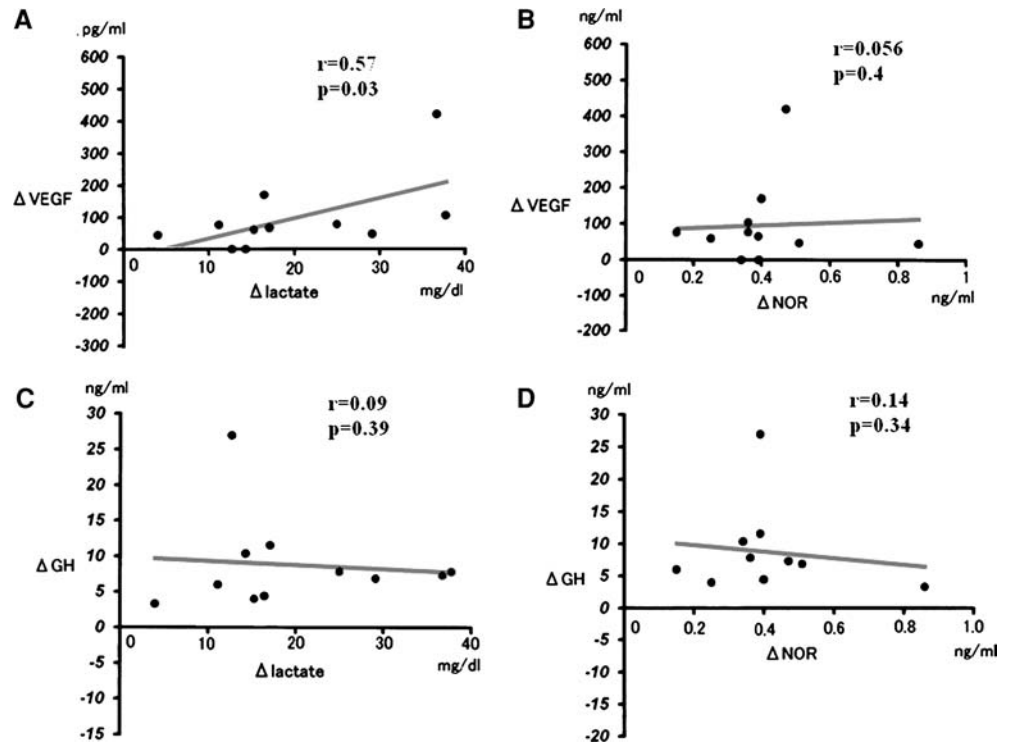 A
. pg/ml
r=0.57
p=0.03
600
500
400
300
200
100
0
-100
-200
-300
Δ VEGF
10
20
30
40
Δ lactate
mg/dl
B
ng/ml
r=0.056
p=0.4
600
500
400
300
200
100
0
-100
-200
Δ VEGF
0
0.2
0.4
0.6
0.8
1
Δ NOR
ng/ml
C
ng/ml
r=0.09
p=0.39
30
25
20
15
10
5
0
-5
-10
-15
Δ GH
0
10
20
30
40
Δ lactate
mg/dl
D
ng/ml
r=0.14
p=0.34
30
25
20
15
10
5
0
-5
-10
-15
-20
Δ GH
0
0.2
0.4
0.6
0.8
1.0
Δ NOR
ng/ml